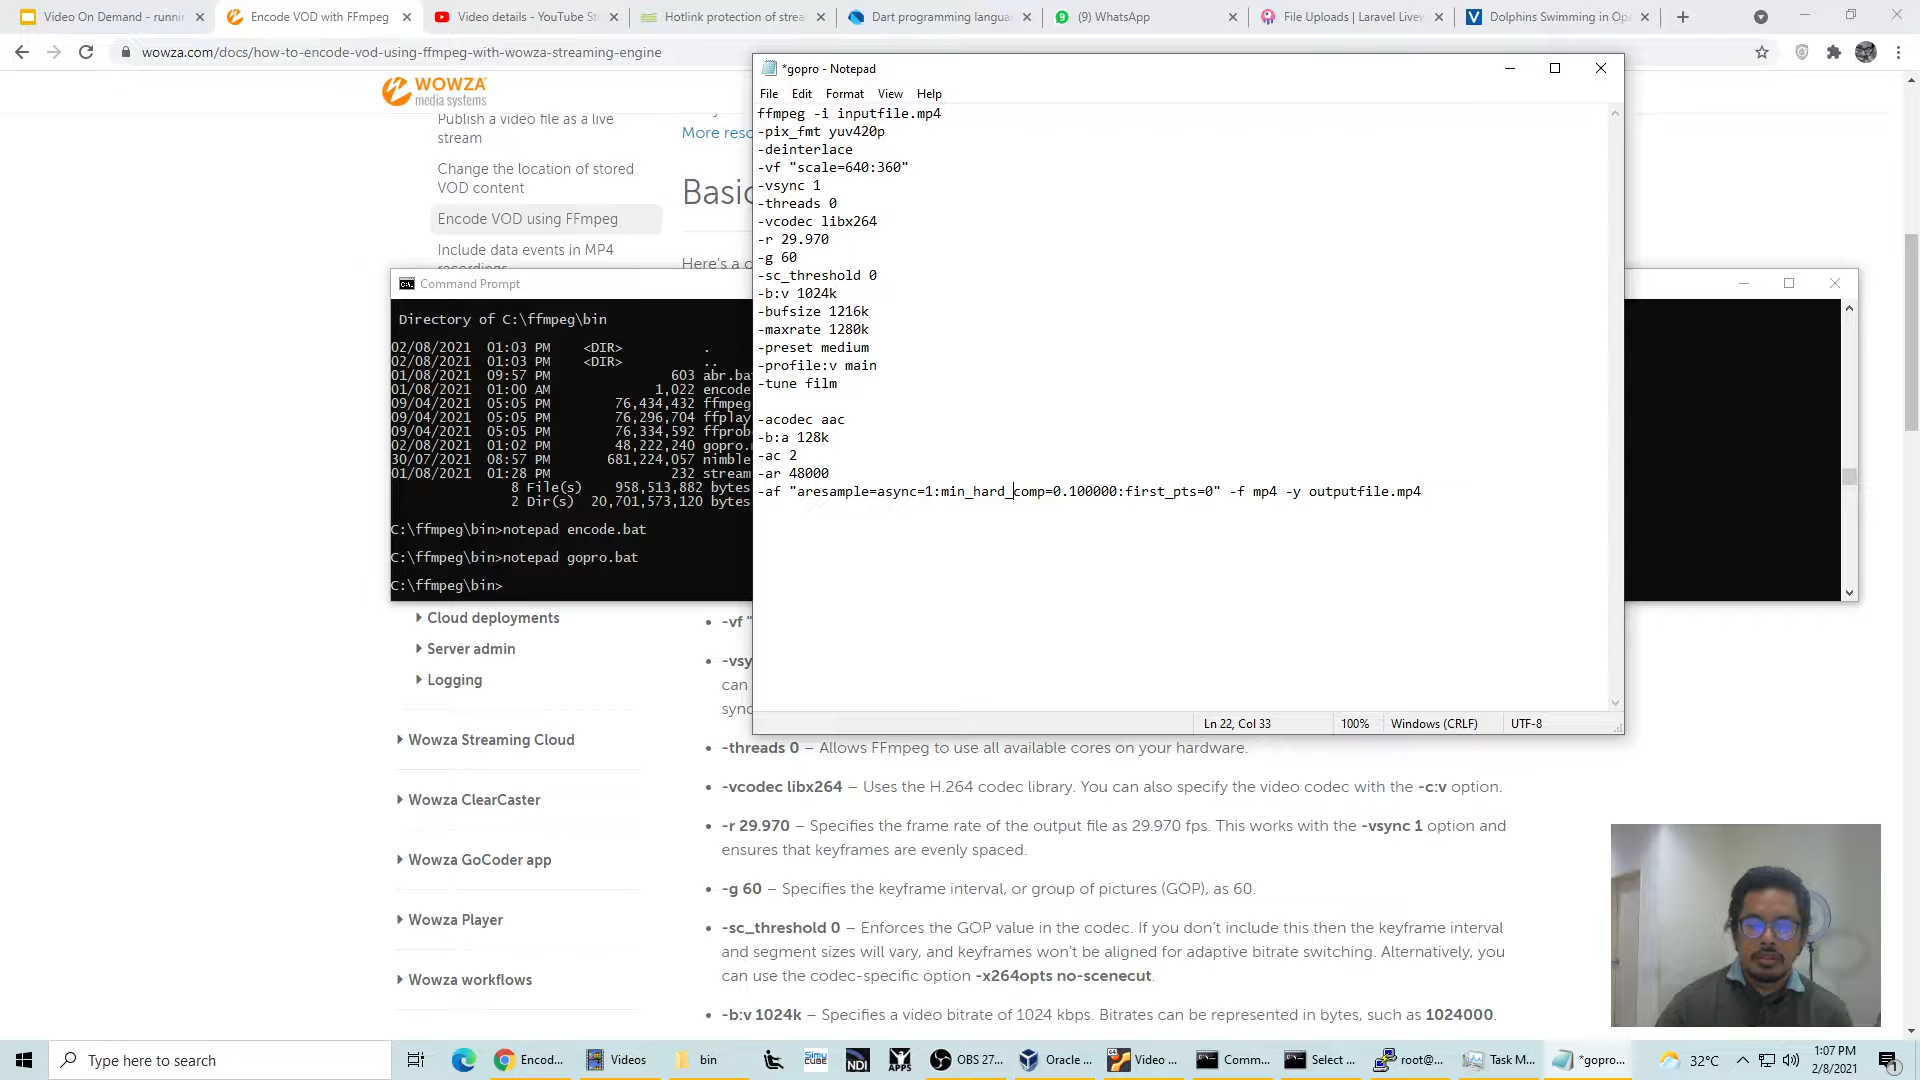 Video On Demand - runni
Encode VOD with FFmpeg
Video details - YouTube St
Hotlink protection of strea
Dart programming langua
(9) WhatsApp
File Uploads | Laravel Livew
Dolphins Swimming in Ope
wowza.com/docs/how-to-encode-vod-using-ffmpeg-with-wowza-streaming-engine
WOWZA
media systems
Publish a video file as a live
stream
Change the location of stored
VOD content
Encode VOD using FFmpeg
Include data events in MP4
recordings
More reso
Basic
Here's a c
*gopro - Notepad
File Edit Format View Help
ffmpeg -i inputfile.mp4
-pix_fmt yuv420p
-deinterlace
-vf "scale=640:360"
-vsync 1
-threads 0
-vcodec libx264
-r 29.970
-g 60
-sc_threshold 0
-b:v 1024k
-bufsize 1216k
-maxrate 1280k
-preset medium
-profile:v main
-tune film
-acodec aac
-b:a 128k
-ac 2
-ar 48000
-af "aresample=async=1:min_hard_comp=0.100000:first_pts=0" -f mp4 -y outputfile.mp4
Ln 22, Col 33 100% Windows (CRLF) UTF-8
Command Prompt
Directory of C:\ffmpeg\bin
02/08/2021 01:03 PM <DIR> .
02/08/2021 01:03 PM <DIR> ..
01/08/2021 09:57 PM 603 abr.ba
01/08/2021 01:00 AM 1,022 encode
09/04/2021 05:05 PM 76,434,432 ffmpeg
09/04/2021 05:05 PM 76,296,704 ffplay
09/04/2021 05:05 PM 76,334,592 ffprob
02/08/2021 01:02 PM 48,222,240 gopro.
30/07/2021 08:57 PM 681,224,057 nimble
01/08/2021 01:28 PM 232 stream
8 File(s) 958,513,882 bytes
2 Dir(s) 20,701,573,120 bytes
C:\ffmpeg\bin>notepad encode.bat
C:\ffmpeg\bin>notepad gopro.bat
C:\ffmpeg\bin>
Cloud deployments
Server admin
Logging
Wowza Streaming Cloud
Wowza ClearCaster
Wowza GoCoder app
Wowza Player
Wowza workflows
-vf "
-vsy
can
sync
-threads 0 – Allows FFmpeg to use all available cores on your hardware.
-vcodec libx264 – Uses the H.264 codec library. You can also specify the video codec with the -c:v option.
-r 29.970 – Specifies the frame rate of the output file as 29.970 fps. This works with the -vsync 1 option and
ensures that keyframes are evenly spaced.
-g 60 – Specifies the keyframe interval, or group of pictures (GOP), as 60.
-sc_threshold 0 – Enforces the GOP value in the codec. If you don't include this then the keyframe interval
and segment sizes will vary, and keyframes won't be aligned for adaptive bitrate switching. Alternatively, you
can use the codec-specific option -x264opts no-scenecut.
-b:v 1024k – Specifies a video bitrate of 1024 kbps. Bitrates can be represented in bytes, such as 1024000.
Type here to search
Encod...
Videos
bin
SIMU CUBE
NDI
APPS
OBS 27...
Oracle ...
Video ...
Comm...
Select ...
root@...
Task M...
*gopro...
32°C
1:07 PM
2/8/2021
1